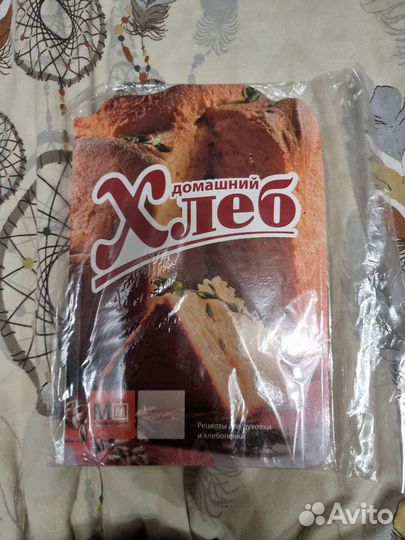 домашний
Хлеб
М
Рецепты для духовки
и хлебопечки
Avito